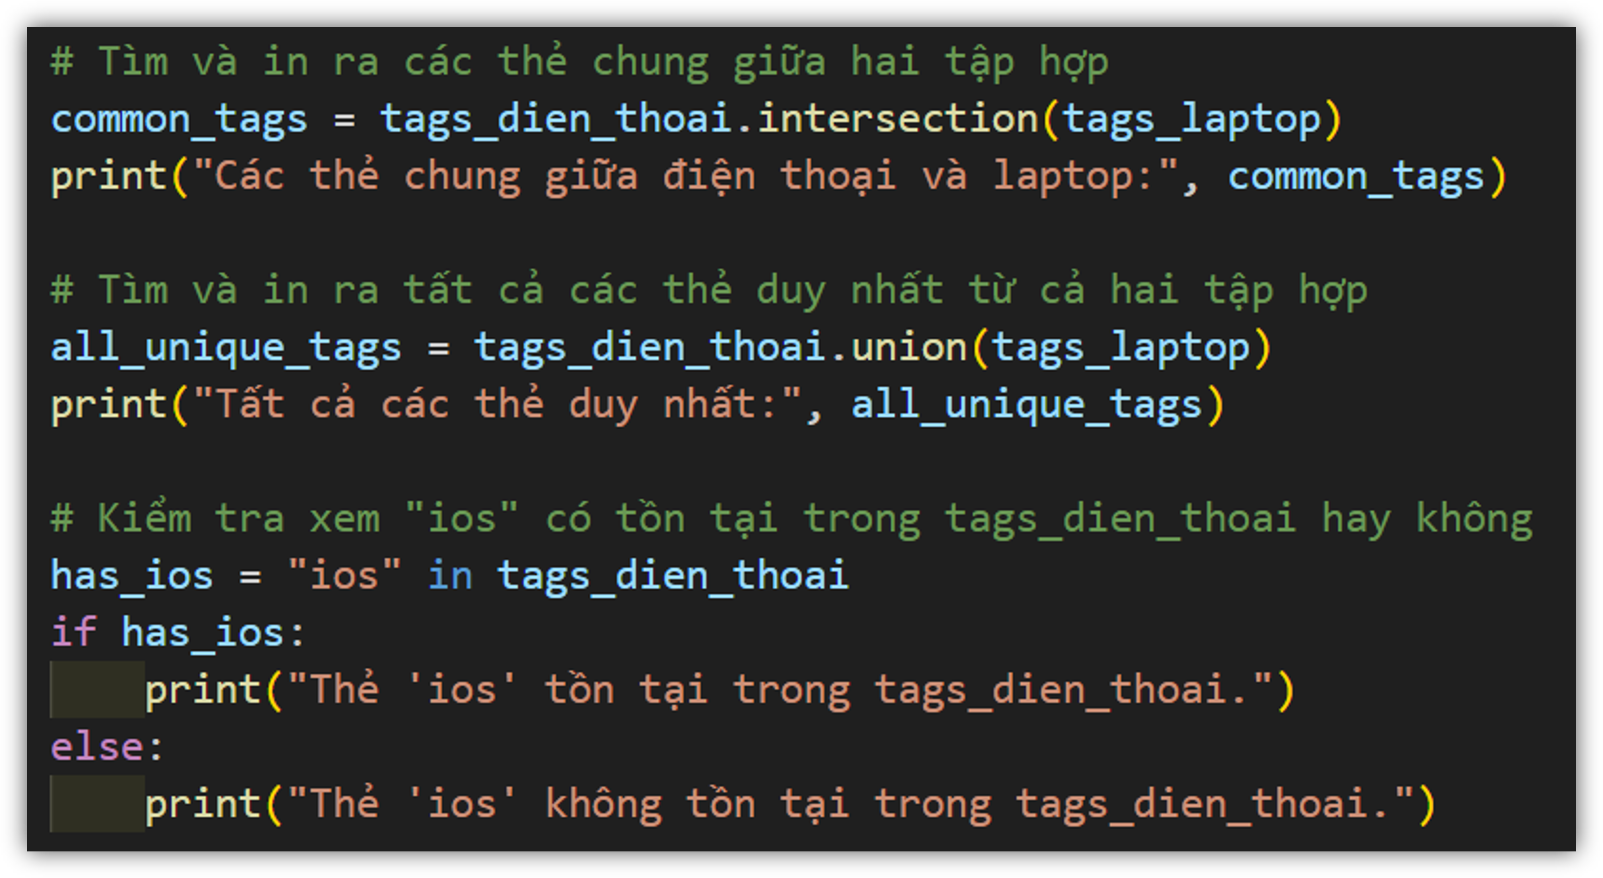 # Tìm và in ra các thẻ chung giữa hai tập hợp
common_tags = tags_dien_thoai.intersection(tags_laptop)
print("Các thẻ chung giữa điện thoại và laptop:", common_tags)

# Tìm và in ra tất cả các thẻ duy nhất từ cả hai tập hợp
all_unique_tags = tags_dien_thoai.union(tags_laptop)
print("Tất cả các thẻ duy nhất:", all_unique_tags)

# Kiểm tra xem "ios" có tồn tại trong tags_dien_thoai hay không
has_ios = "ios" in tags_dien_thoai
if has_ios:
    print("Thẻ 'ios' tồn tại trong tags_dien_thoai.")
else:
    print("Thẻ 'ios' không tồn tại trong tags_dien_thoai.")